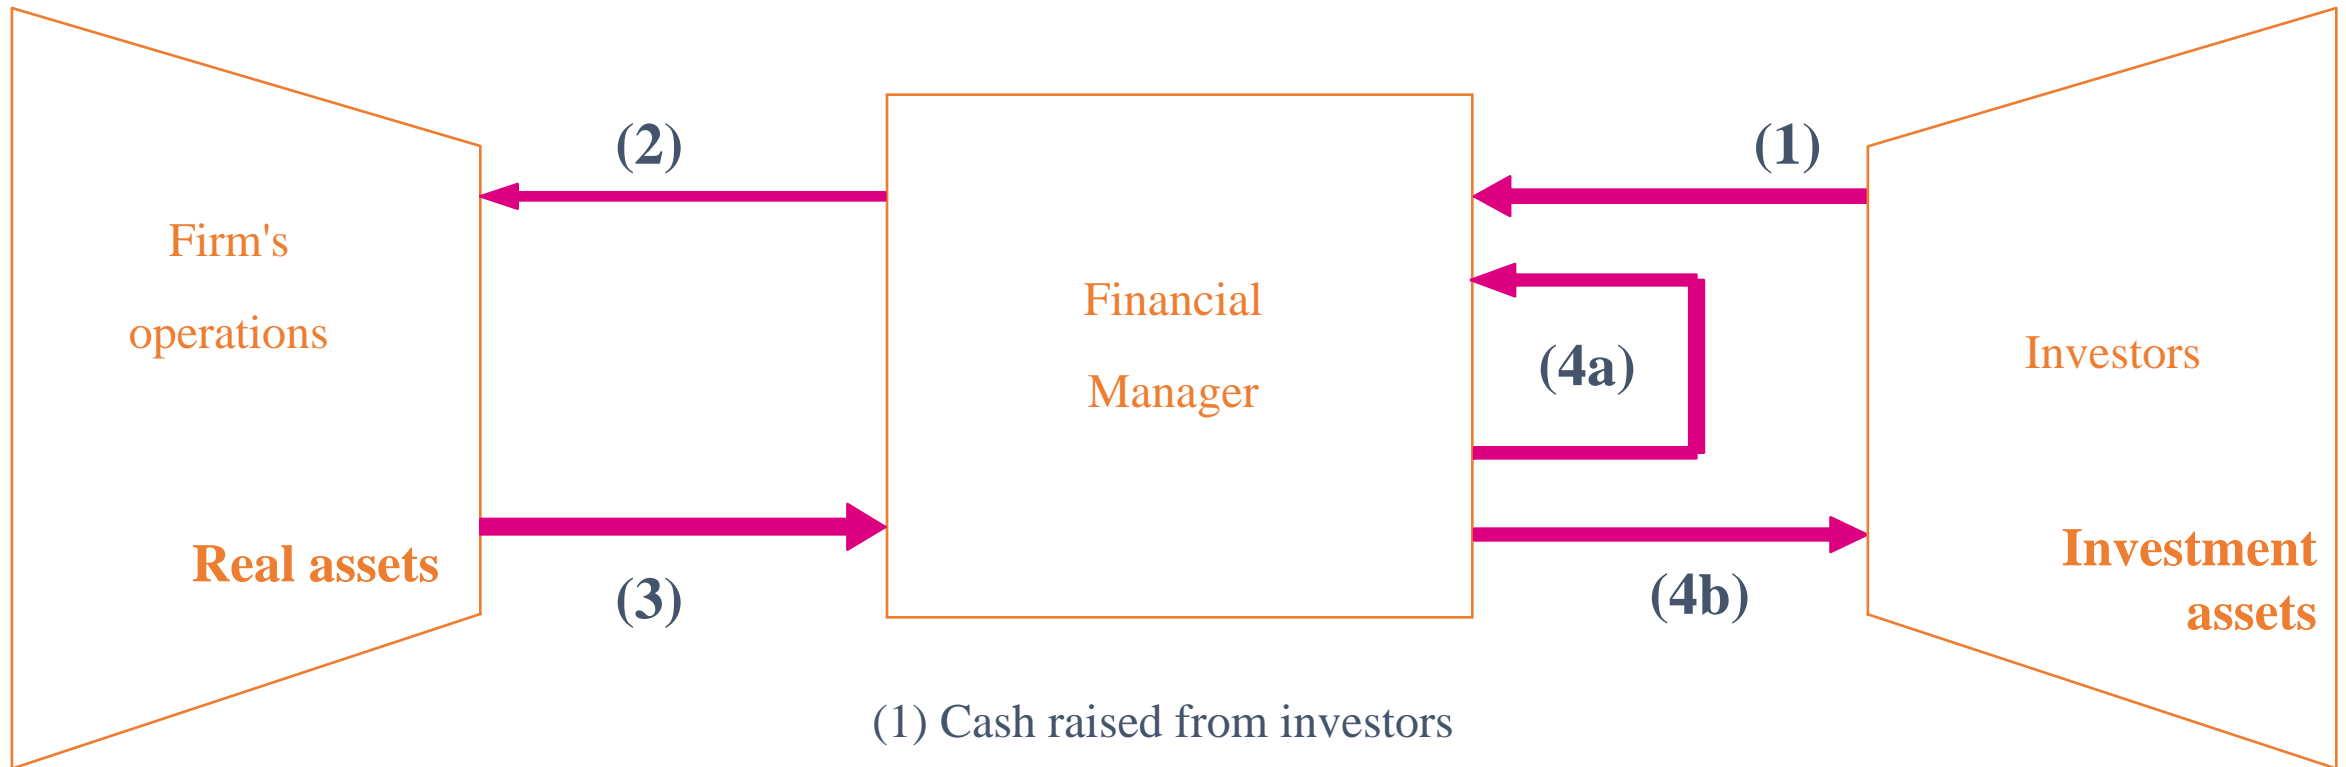 (2)
(1)
Firm's
operations
Financial
Manager
(4a)
Investors
Real assets
Investment
assets
(3)
(4b)
(1) Cash raised from investors